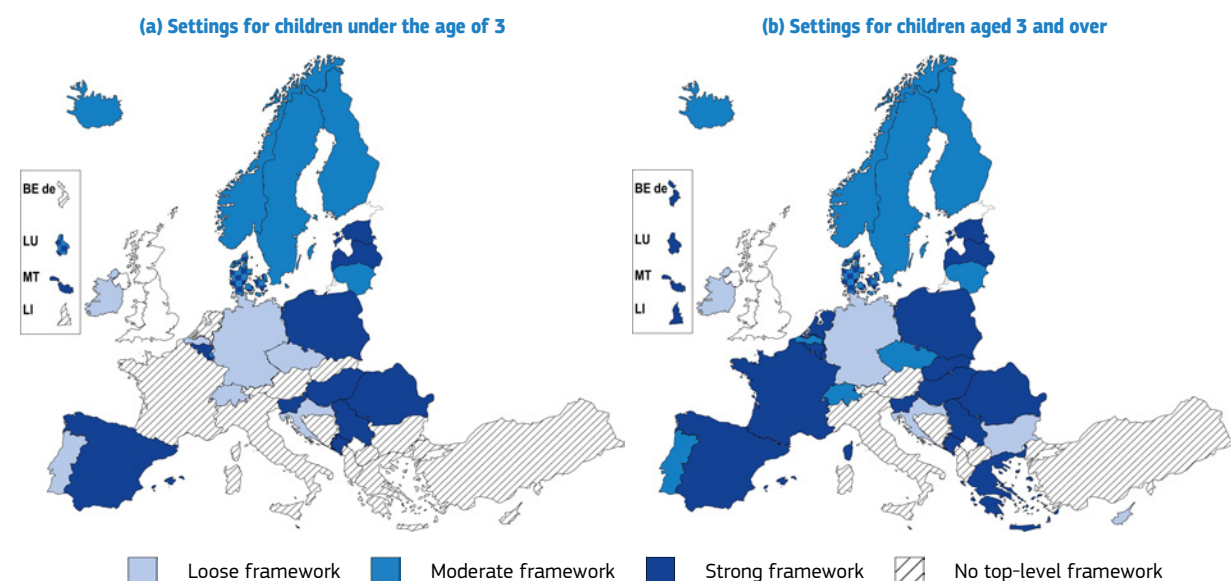 (a) Settings for children under the age of 3
(b) Settings for children aged 3 and over
BE de
LU
MT
LI
BE de
LU
MT
LI
Loose framework
Moderate framework
Strong framework
No top-level framework